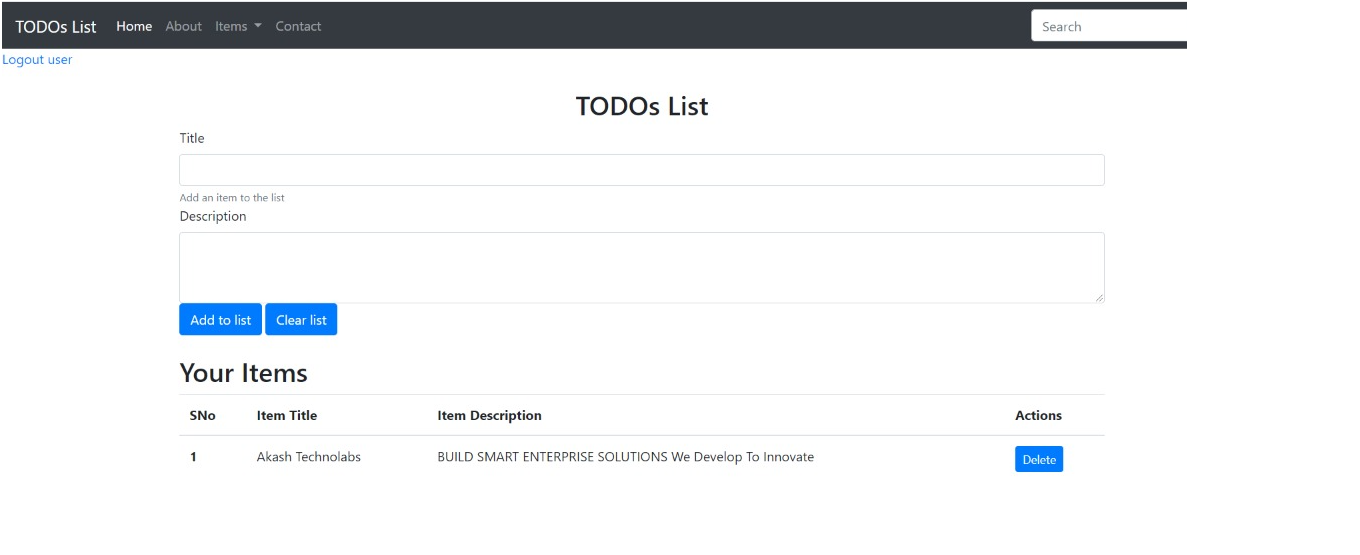 TODOs List Home About Items Contact Search
Logout user
TODOs List
Title
Add an item to the list
Description
Add to list Clear list
Your Items
SNo Item Title Item Description Actions
1 Akash Technolabs BUILD SMART ENTERPRISE SOLUTIONS We Develop To Innovate Delete